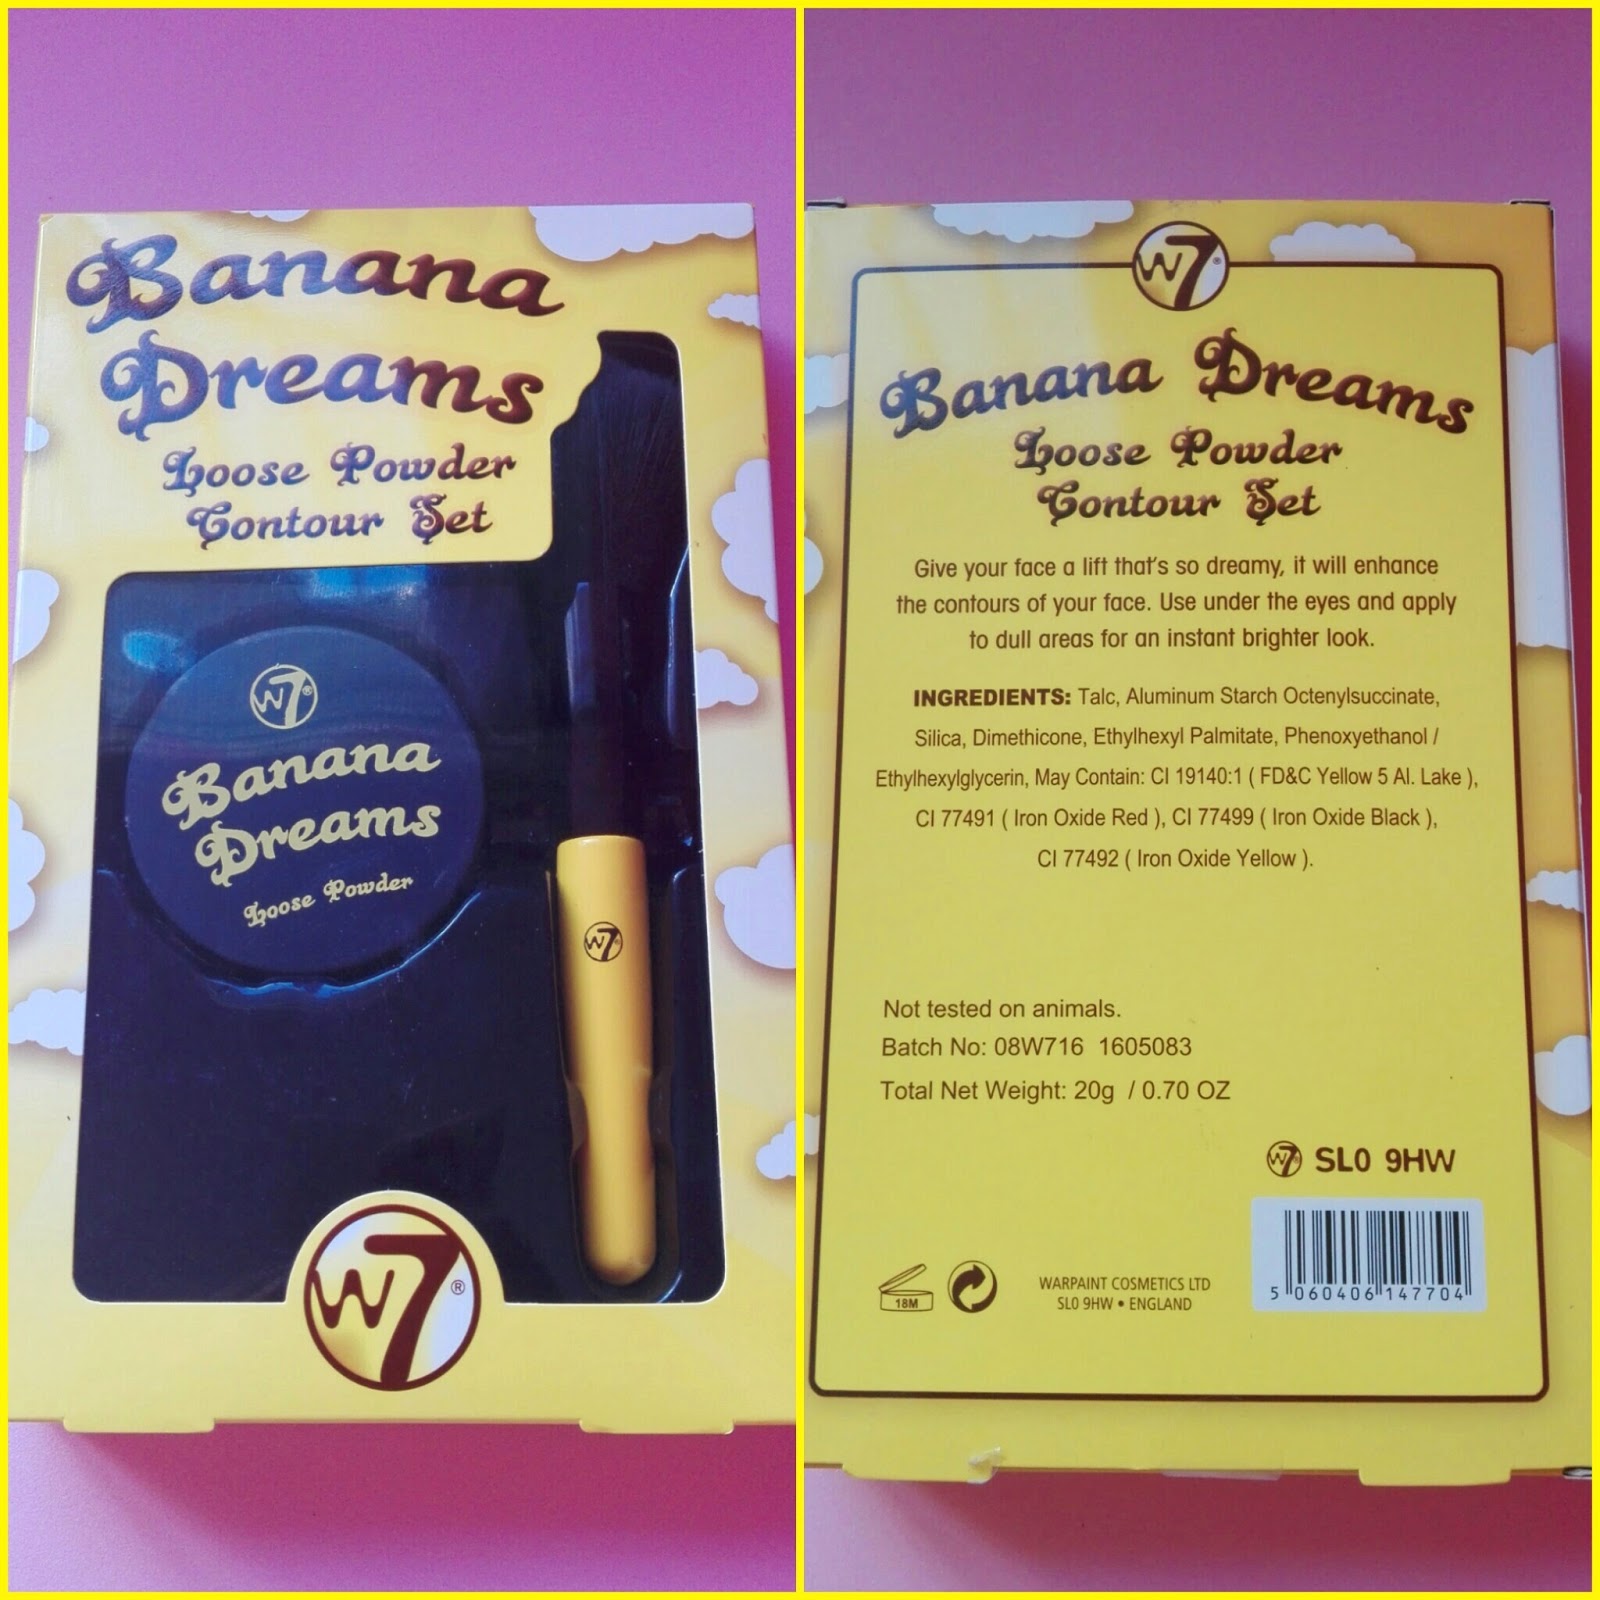 Banana
Dreams
Loose Powder
Contour Set
W7®
Banana
Dreams
Loose Powder
W7®
W7®
W7®
Banana Dreams
Loose Powder
Contour Set
Give your face a lift that's so dreamy, it will enhance
the contours of your face. Use under the eyes and apply
to dull areas for an instant brighter look.
INGREDIENTS: Talc, Aluminum Starch Octenylsuccinate,
Silica, Dimethicone, Ethylhexyl Palmitate, Phenoxyethanol /
Ethylhexylglycerin, May Contain: CI 19140:1 ( FD&C Yellow 5 Al. Lake ),
CI 77491 ( Iron Oxide Red ), CI 77499 ( Iron Oxide Black ),
CI 77492 ( Iron Oxide Yellow ).
Not tested on animals.
Batch No: 08W716 1605083
Total Net Weight: 20g / 0.70 OZ
W7® SL0 9HW
18M
WARPAINT COSMETICS LTD
SL0 9HW • ENGLAND
5 060406 147704